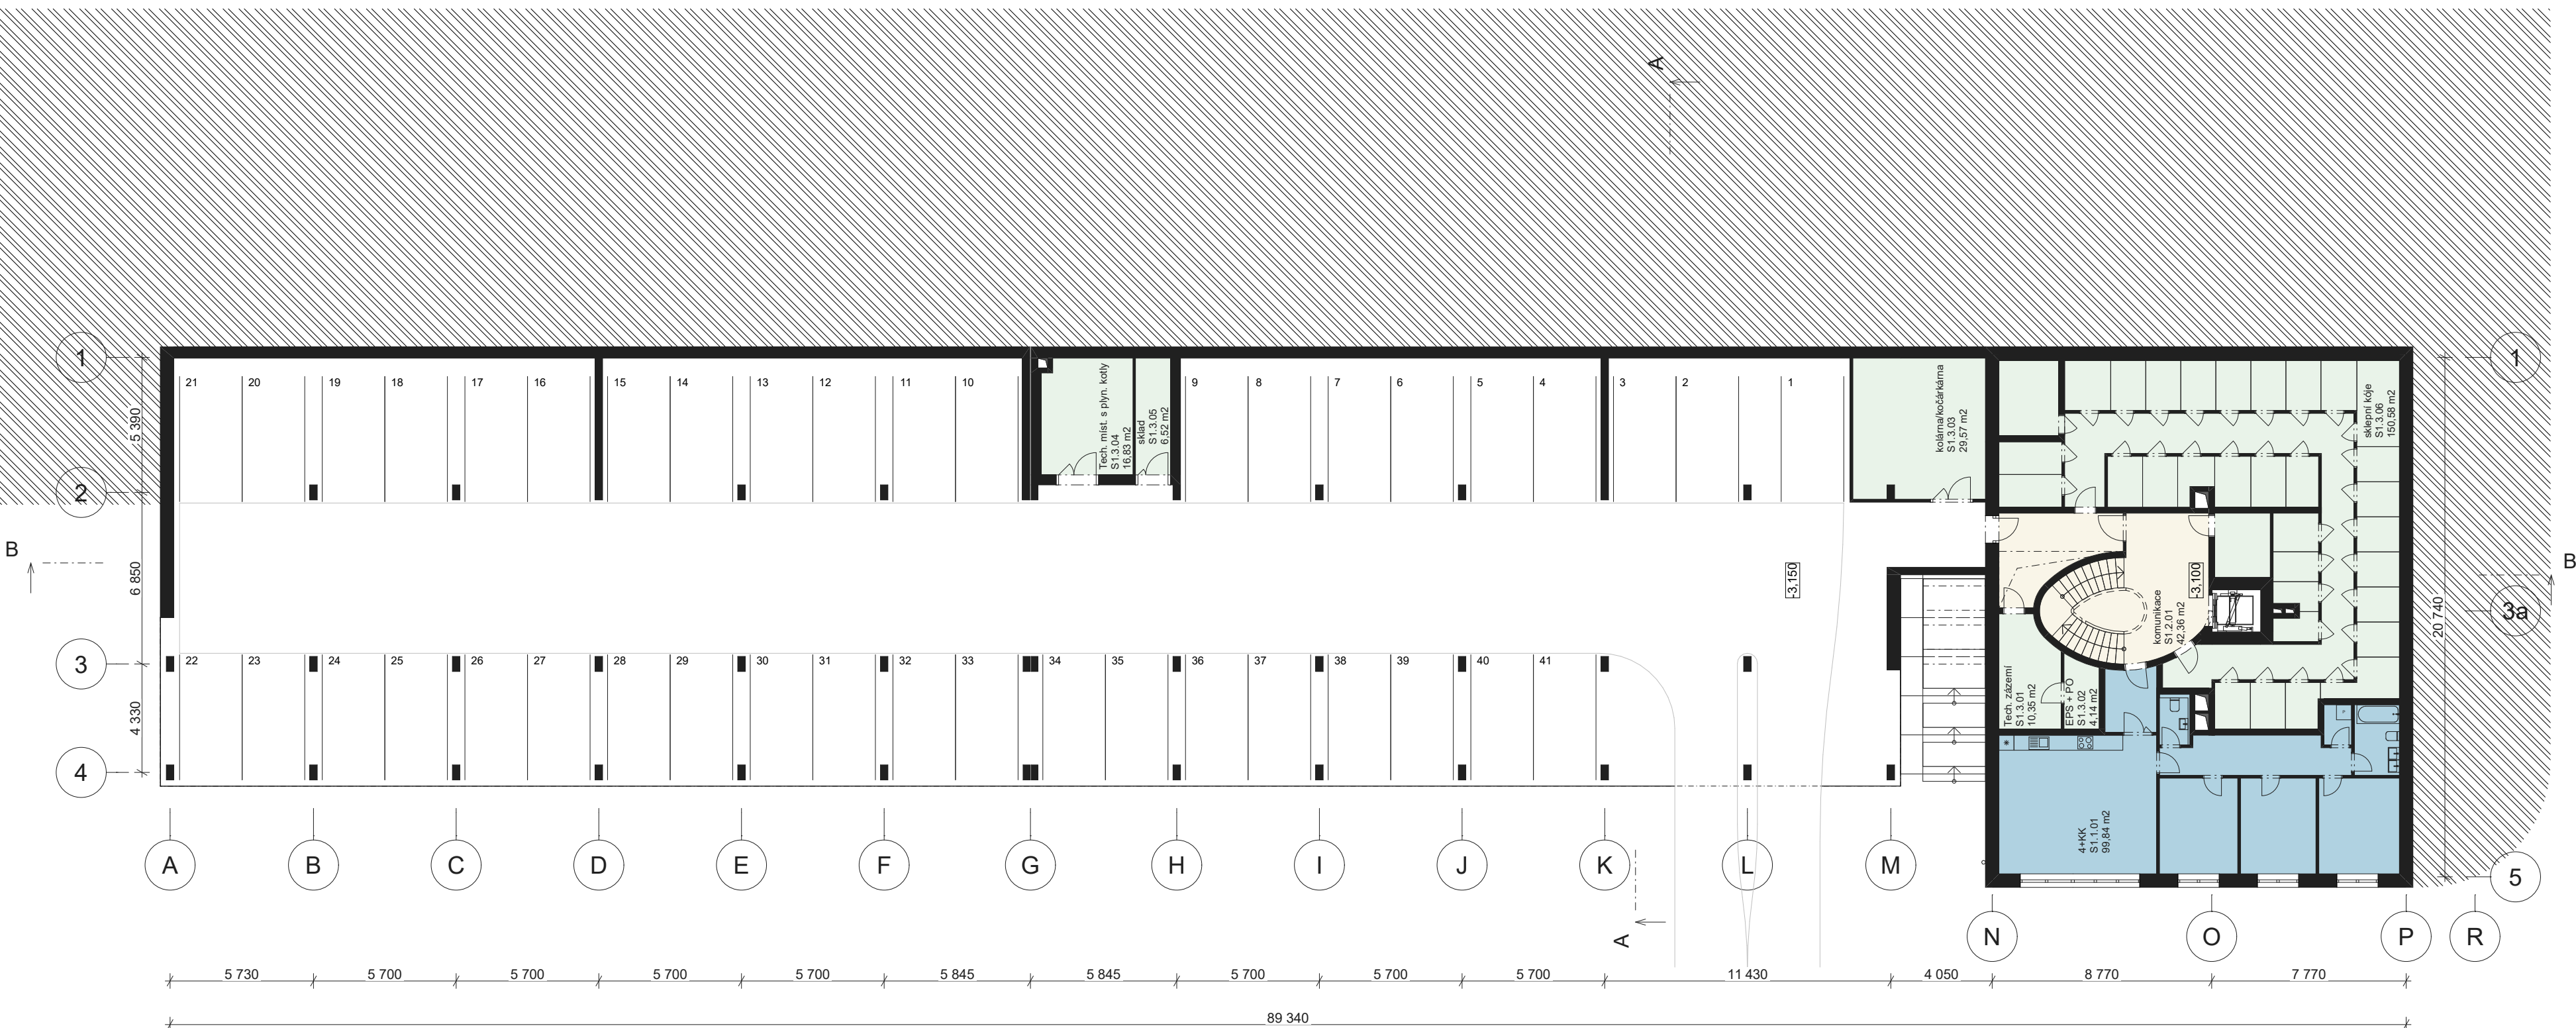 A
1
1
21 20 19 18 17 16 15 14 13 12 11 10 9 8 7 6 5 4 3 2 1
5 390
Tech. míst. s plyn. kotly
S1.3.04
16,83 m2
sklad
S1.3.05
6,52 m2
kolárna/kočárkárna
S1.3.03
29,57 m2
sklepní kóje
S1.3.06
150,58 m2
2
B
B
6 850
-3,150
-3,100
komunikace
S1.2.01
42,36 m2
3a
20 740
3
22 23 24 25 26 27 28 29 30 31 32 33 34 35 36 37 38 39 40 41
4 330
Tech. zázemí
S1.3.01
10,35 m2
EPS + PO
S1.3.02
4,14 m2
4
4+KK
S1.1.01
99,84 m2
A B C D E F G H I J K L M
5
A
N O P R
5 730 5 700 5 700 5 700 5 700 5 845 5 845 5 700 5 700 5 700 11 430 4 050 8 770 7 770
89 340